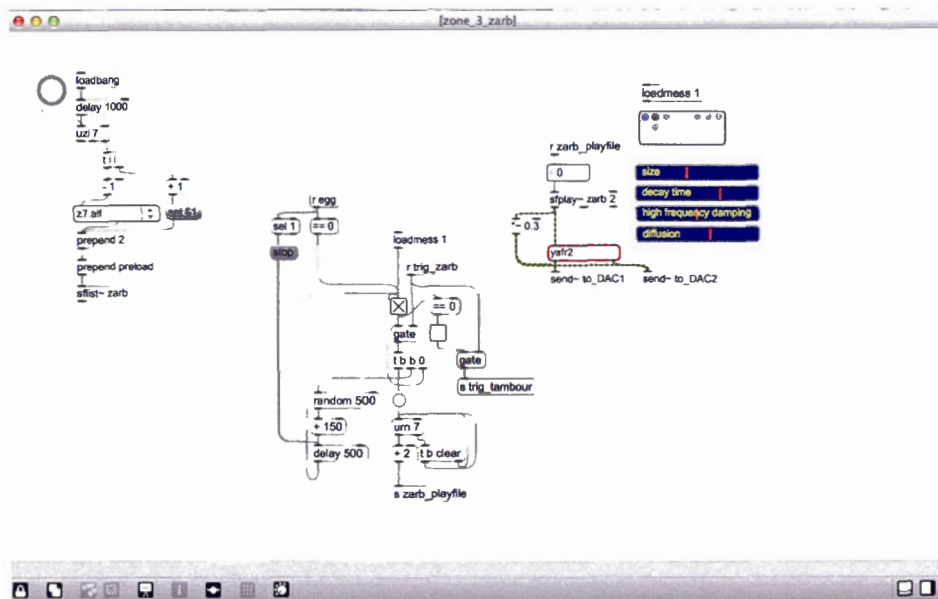 [zone_3_zarb]
loadbang
delay 1000
uzi 7
- 1
+ 1
z7.aif
prepend 2
prepend preload
sflist~ zarb
r egg
sel 1
== 0
stop
loadmess 1
r trig_zarb
== 0
gate
t b b 0
gate
s trig_tambour
random 500
+ 150
delay 500
urn 7
+ 2
t b clear
s zarb_playfile
r zarb_playfile
0
sfplay~ zarb 2
*~ 0.3
yafr2
send~ to_DAC1
send~ to_DAC2
loadmess 1
size
decay time
high frequency damping
diffusion